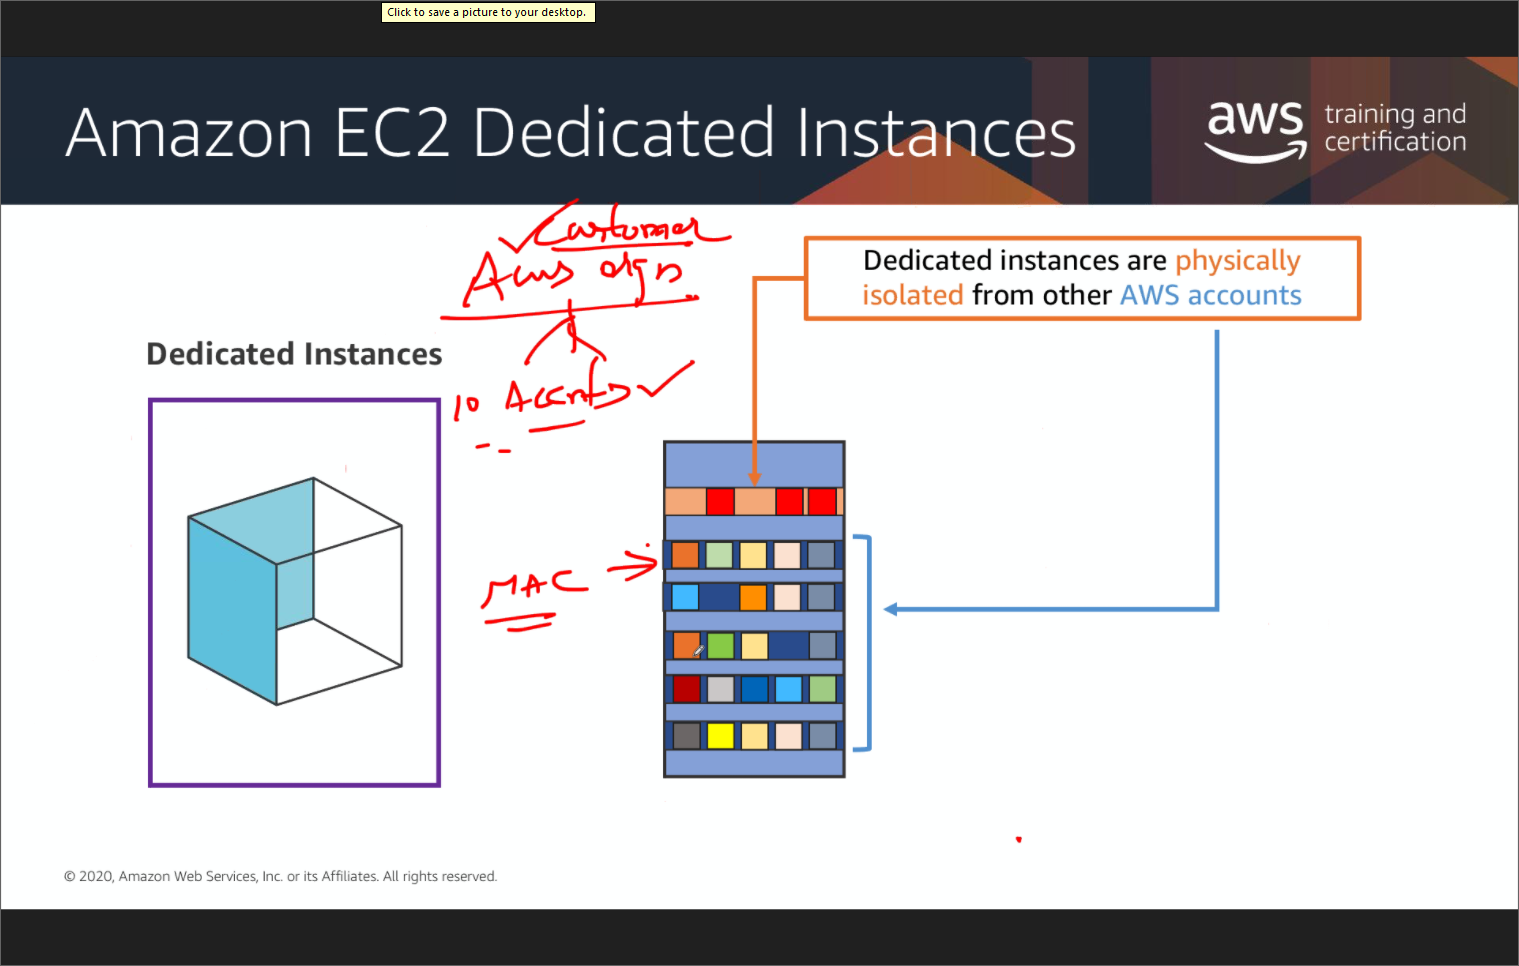 Click to save a picture to your desktop.
Amazon EC2 Dedicated Instances
aws training and
certification
Customer
Aws orgn
Dedicated instances are physically
isolated from other AWS accounts
Dedicated Instances
10
MAC
© 2020, Amazon Web Services, Inc. or its Affiliates. All rights reserved.